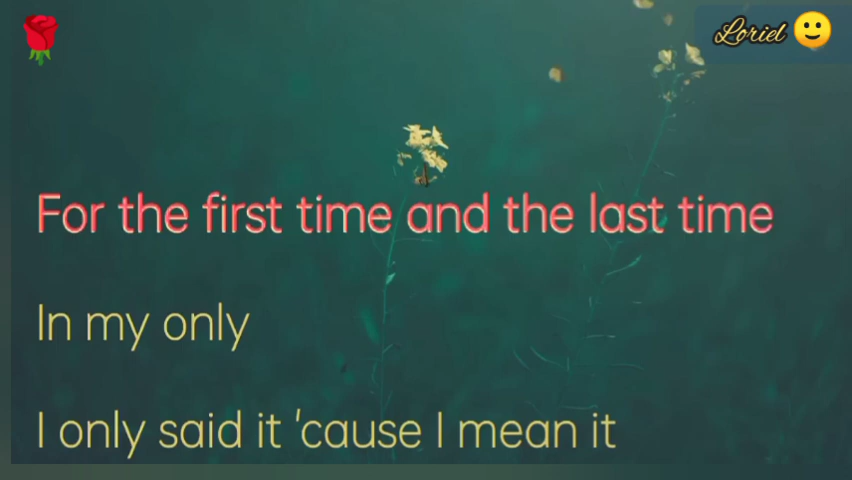 Loriel
For the first time and the last time
In my only
I only said it 'cause I mean it